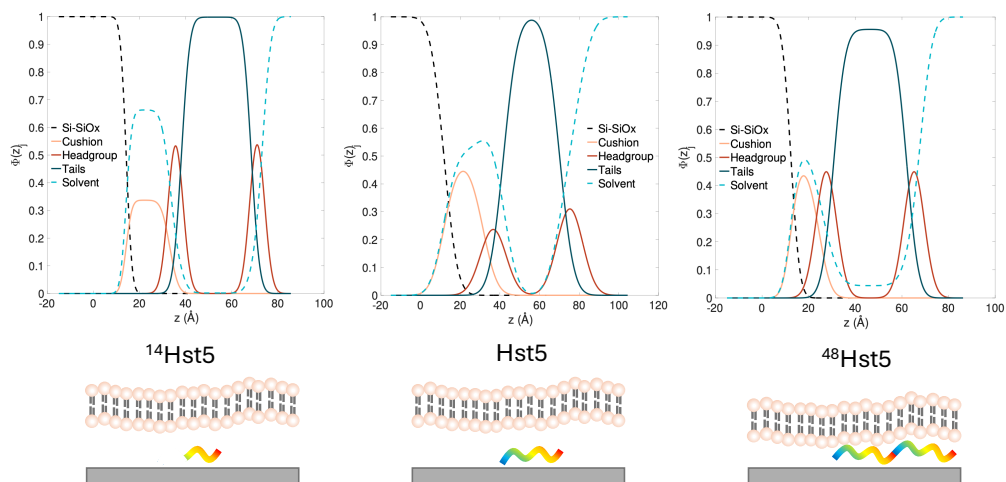 1
0.9
0.8
0.7
0.6
0.5
0.4
0.3
0.2
0.1
0
Φ(z)j
Si-SiOx
Cushion
Headgroup
Tails
Solvent
-20 0 20 40 60 80 100
z (Å)
1
0.9
0.8
0.7
0.6
0.5
0.4
0.3
0.2
0.1
0
Φ(z)j
Si-SiOx
Cushion
Headgroup
Tails
Solvent
-20 0 20 40 60 80 100 120
z (Å)
1
0.9
0.8
0.7
0.6
0.5
0.4
0.3
0.2
0.1
0
Φ(z)j
Si-SiOx
Cushion
Headgroup
Tails
Solvent
-20 0 20 40 60 80 100
z (Å)
¹⁴Hst5
Hst5
⁴⁸Hst5